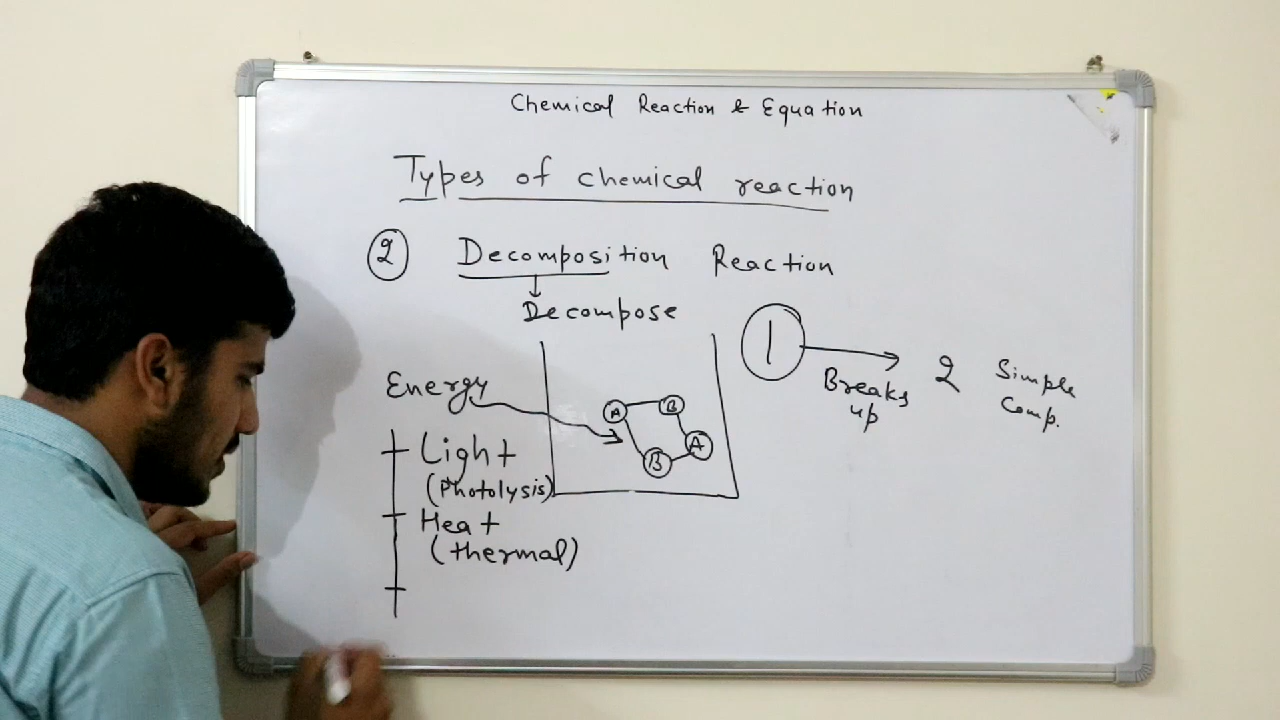 Chemical Reaction & Equation
Types of chemical reaction
2 Decomposition Reaction
Decompose
1 Breaks up 2 Simple Comp.
Energy
A B
B A
Light
(Photolysis)
Heat
(thermal)